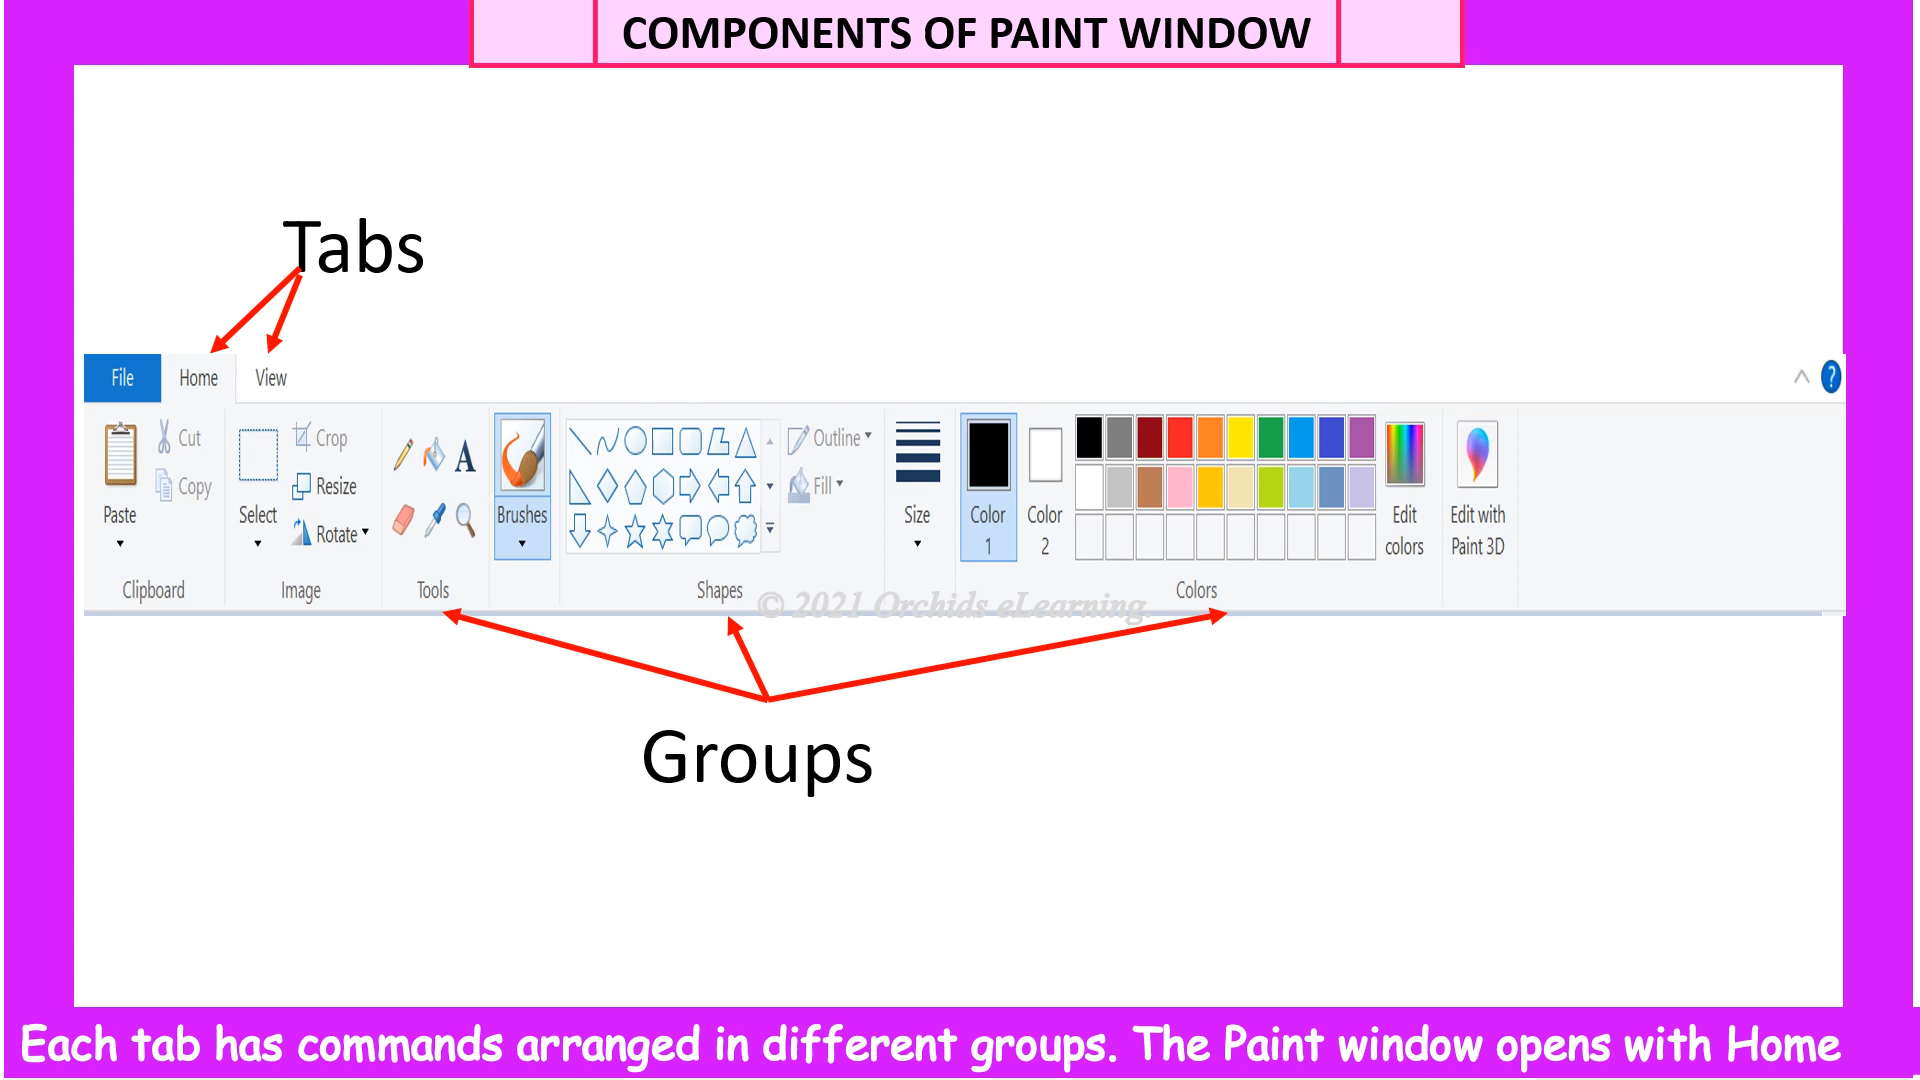 COMPONENTS OF PAINT WINDOW
Tabs
File Home View
?
Cut
Copy
Paste
Clipboard
Crop
Resize
Rotate
Select
Image
A
Tools
Brushes
Outline
Fill
Shapes
Size
Color
1
Color
2
Edit
colors
Colors
Edit with
Paint 3D
© 2021 Orchids eLearning.
Groups
Each tab has commands arranged in different groups. The Paint window opens with Home